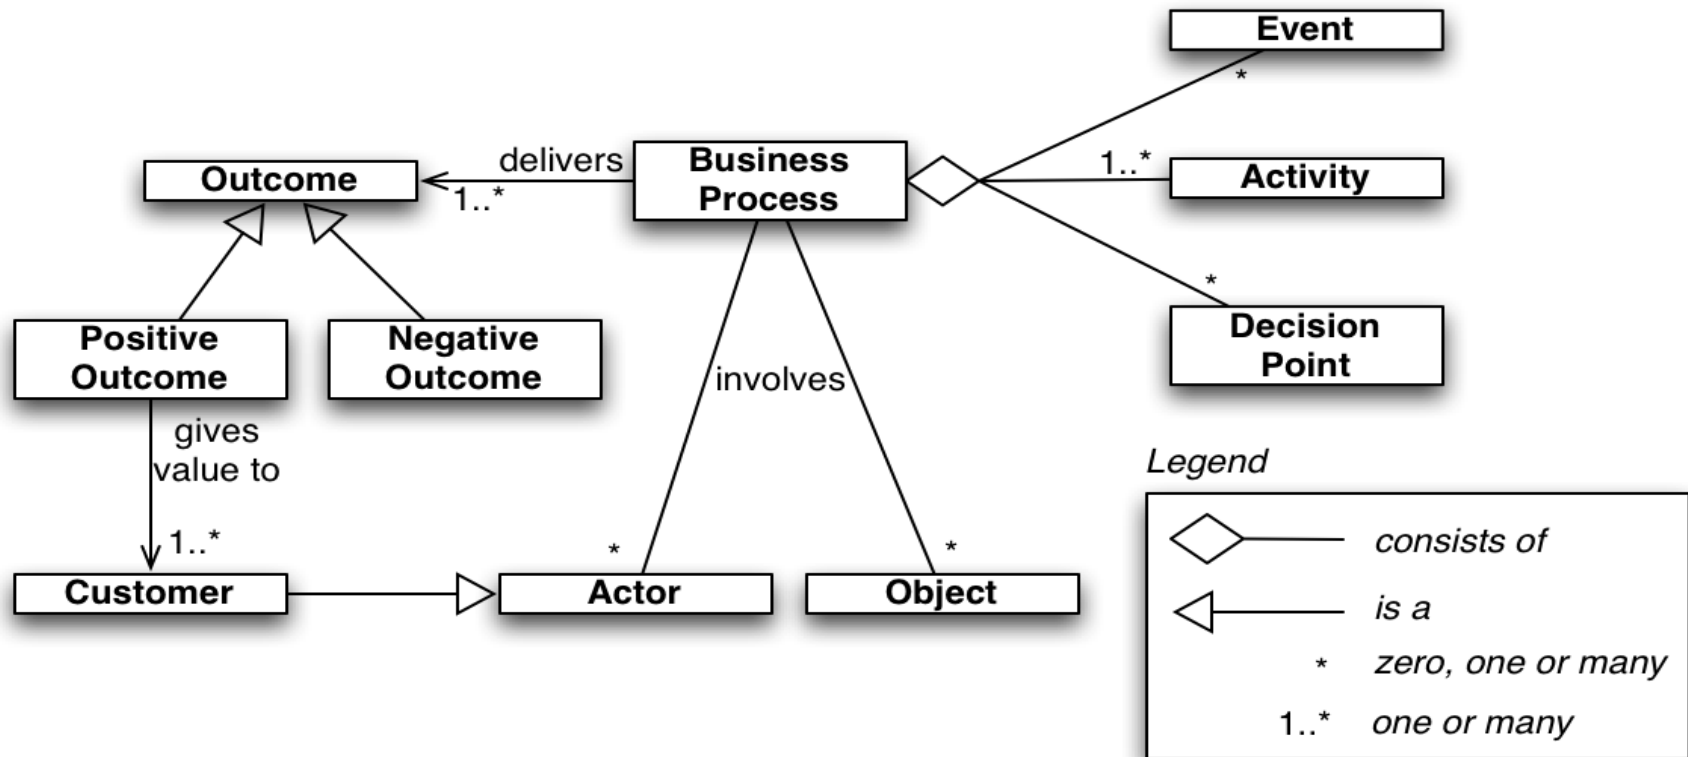 Event
*
delivers
Business
Process
1..*
Activity
Outcome
1..*
*
Positive
Outcome
Negative
Outcome
Decision
Point
involves
gives
value to
Legend
1..*
*
*
consists of
Customer
Actor
Object
is a
* zero, one or many
1..* one or many